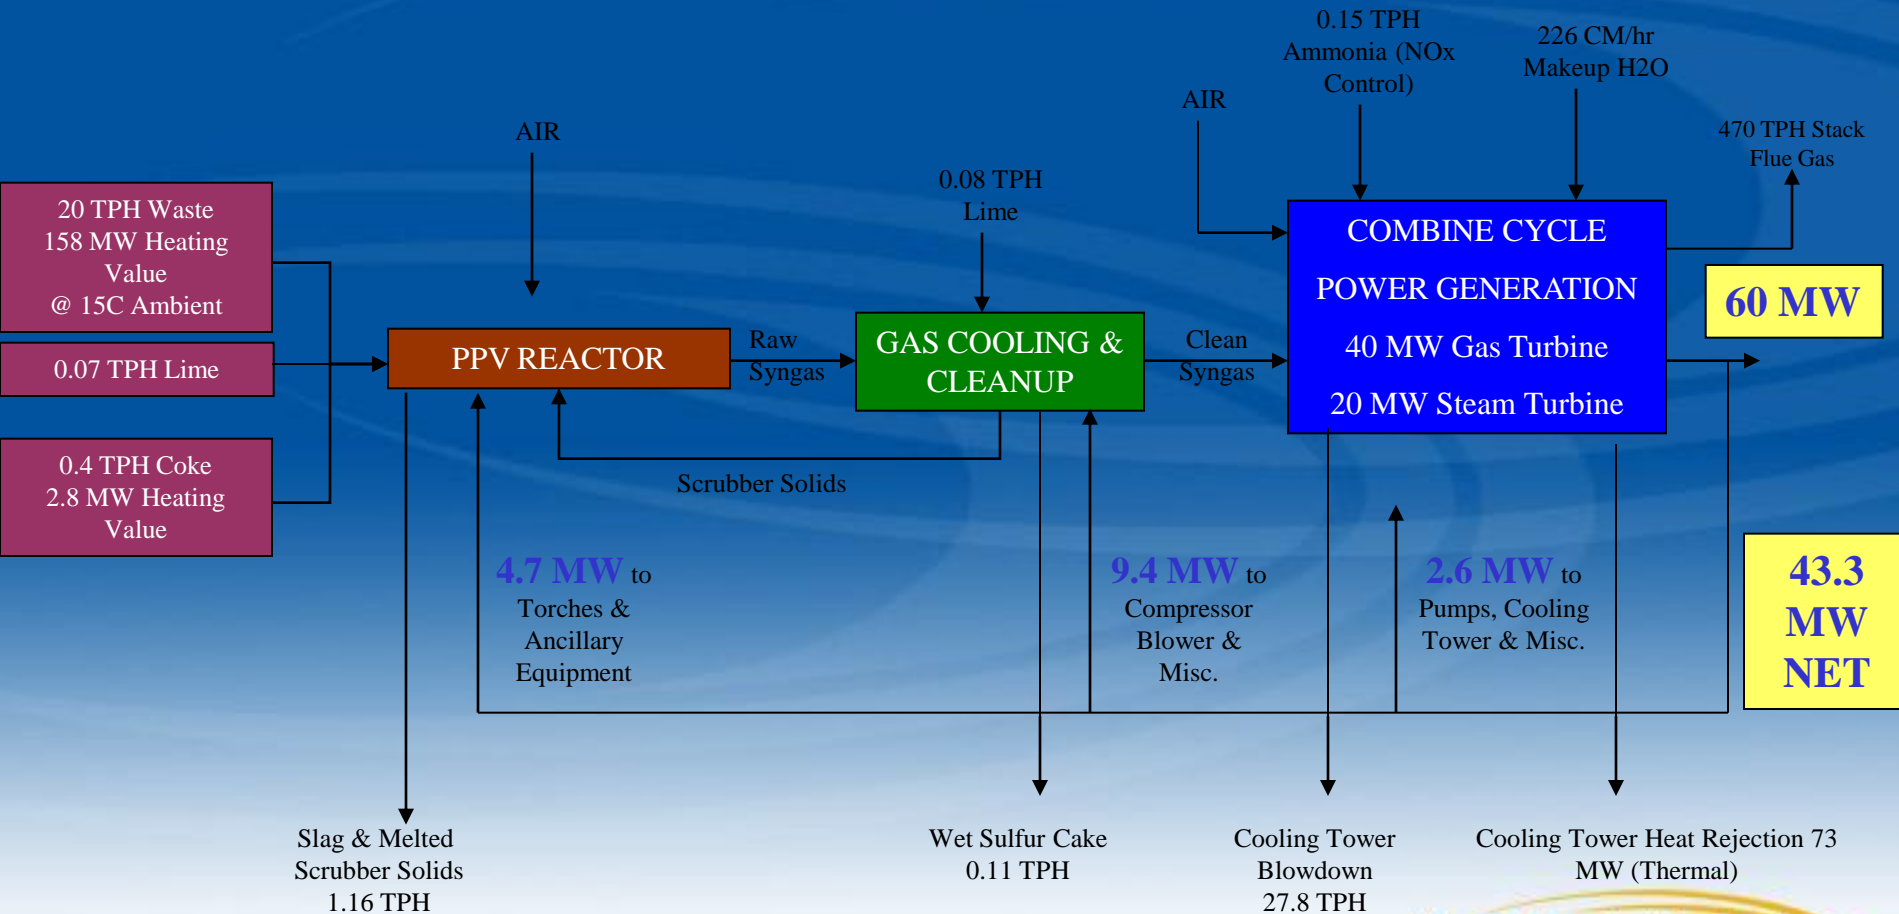 0.15 TPH
Ammonia (NOx
Control)
226 CM/hr
Makeup H2O
AIR
470 TPH Stack
Flue Gas
AIR
0.08 TPH
Lime
20 TPH Waste
158 MW Heating
Value
@ 15C Ambient
0.07 TPH Lime
0.4 TPH Coke
2.8 MW Heating
Value
PPV REACTOR
Raw
Syngas
GAS COOLING &
CLEANUP
Clean
Syngas
COMBINE CYCLE
POWER GENERATION
40 MW Gas Turbine
20 MW Steam Turbine
60 MW
Scrubber Solids
4.7 MW to
Torches &
Ancillary
Equipment
9.4 MW to
Compressor
Blower &
Misc.
2.6 MW to
Pumps, Cooling
Tower & Misc.
43.3
MW
NET
Slag & Melted
Scrubber Solids
1.16 TPH
Wet Sulfur Cake
0.11 TPH
Cooling Tower
Blowdown
27.8 TPH
Cooling Tower Heat Rejection 73
MW (Thermal)